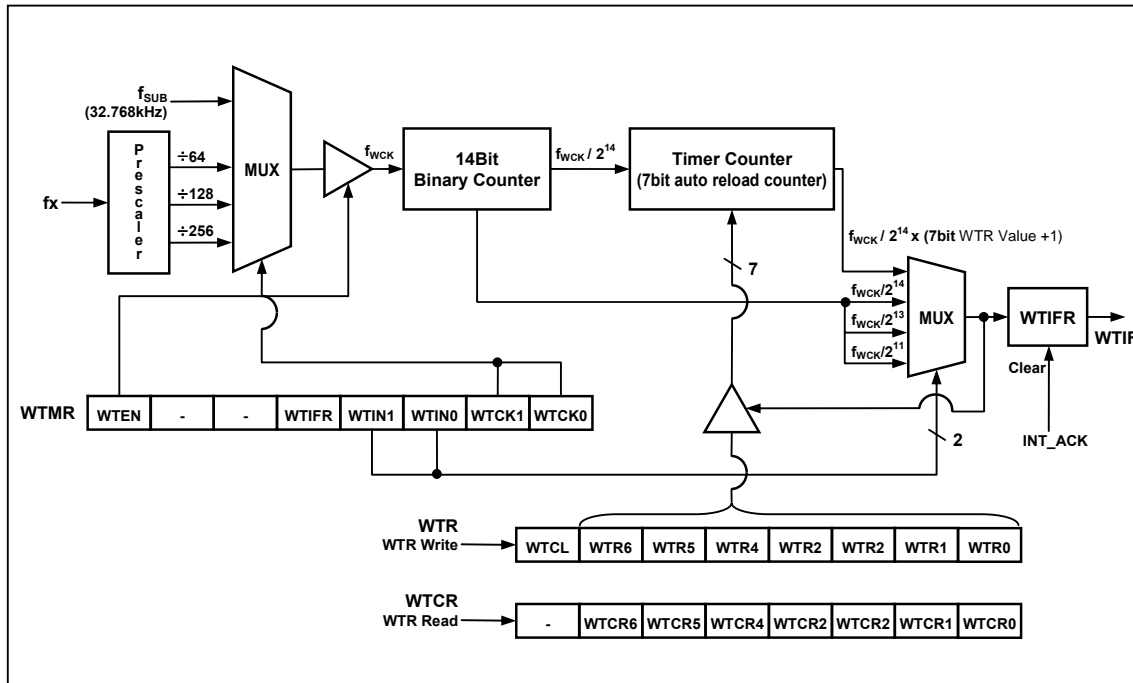 fSUB
(32.768kHz)
Prescaler
fx
÷64
÷128
÷256
MUX
fWCK
14Bit
Binary Counter
fWCK / 2^14
Timer Counter
(7bit auto reload counter)
fWCK / 2^14 x (7bit WTR Value +1)
7
fWCK/2^14
fWCK/2^13
fWCK/2^11
MUX
WTIFR
WTIF
Clear
INT_ACK
2
WTMR
WTEN - - WTIFR WTIN1 WTIN0 WTCK1 WTCK0
WTR
WTR Write
WTCL WTR6 WTR5 WTR4 WTR2 WTR2 WTR1 WTR0
WTCR
WTR Read
- WTCR6 WTCR5 WTCR4 WTCR2 WTCR2 WTCR1 WTCR0